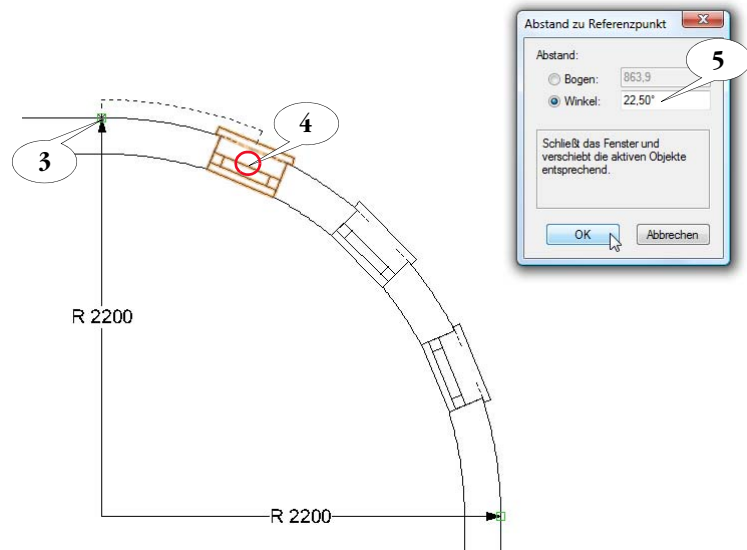 Abstand zu Referenzpunkt
Abstand:
Bogen: 863,9
Winkel: 22,50°
Schließt das Fenster und
verschiebt die aktiven Objekte
entsprechend.
OK Abbrechen
5
4
3
R 2200
R 2200